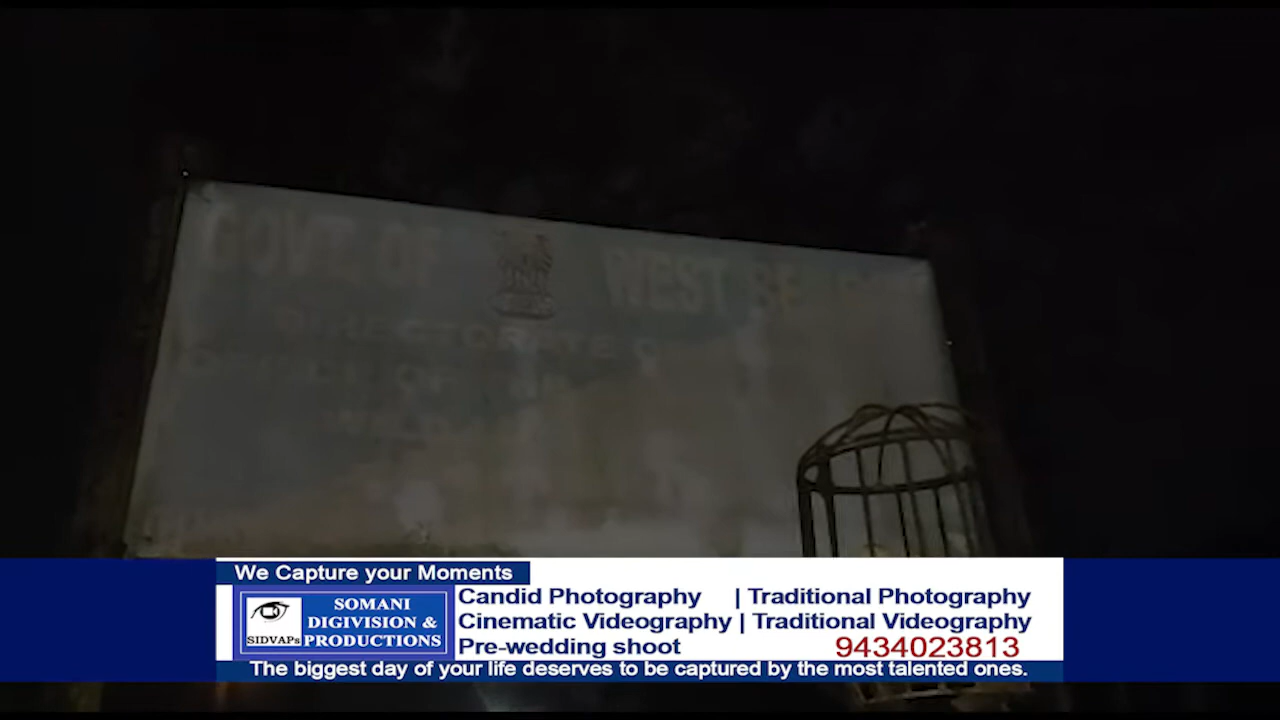 GOVT. OF WEST
We Capture your Moments
SIDVAPs
SOMANI
DIGIVISION &
PRODUCTIONS
Candid Photography | Traditional Photography
Cinematic Videography | Traditional Videography
Pre-wedding shoot 9434023813
The biggest day of your life deserves to be captured by the most talented ones.